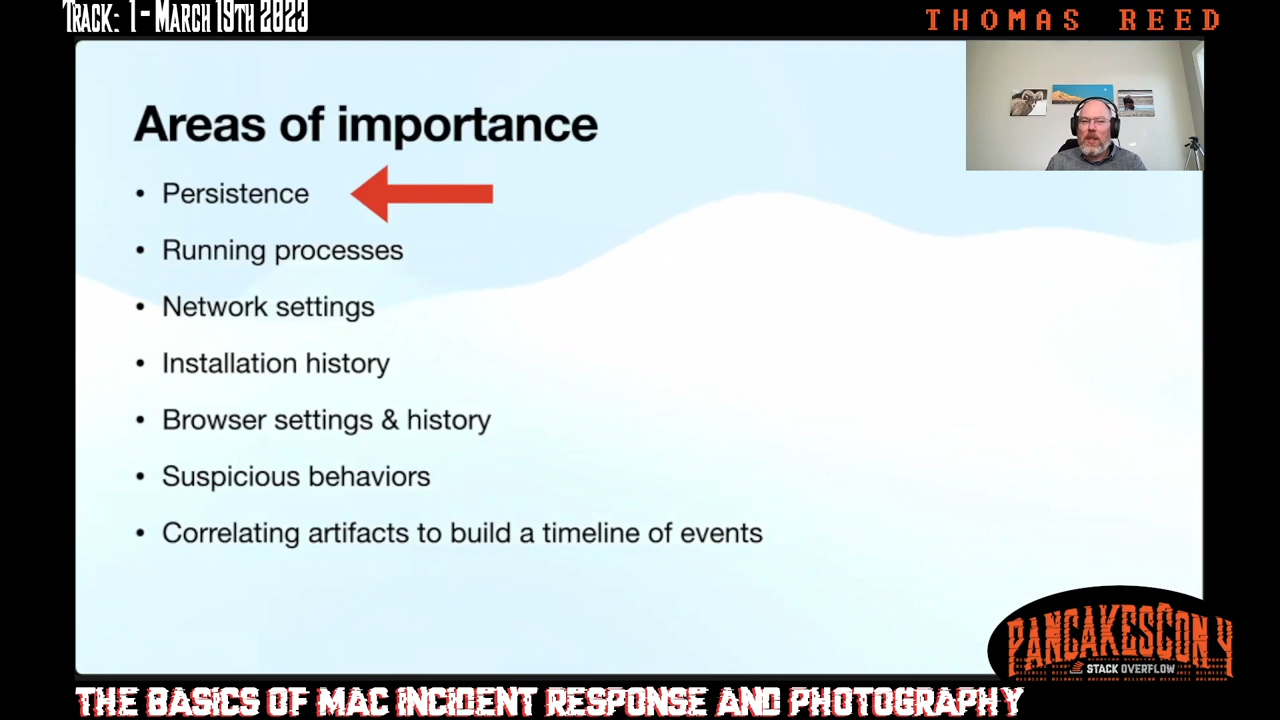 TRACK: 1 - MARCH 19TH 2023
THOMAS REED
Areas of importance
• Persistence
• Running processes
• Network settings
• Installation history
• Browser settings & history
• Suspicious behaviors
• Correlating artifacts to build a timeline of events
PANCAKESCON 4
STACK OVERFLOW
THE BASICS OF MAC INCIDENT RESPONSE AND PHOTOGRAPHY